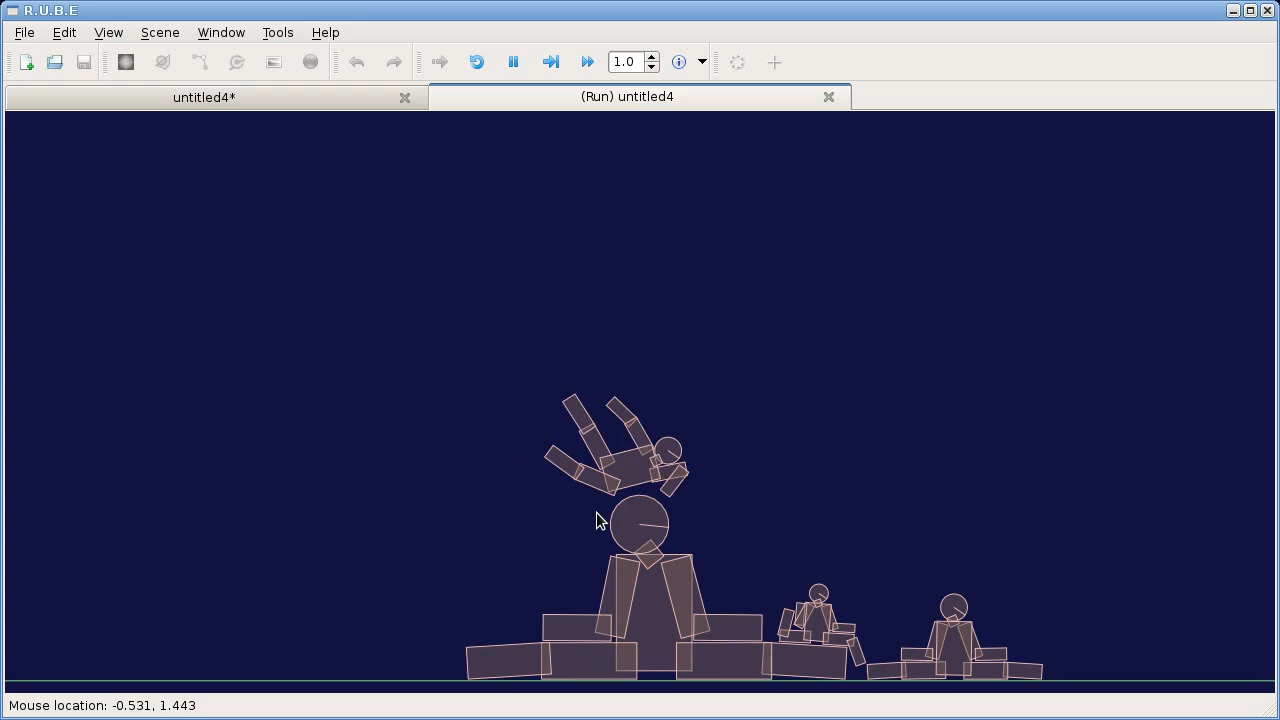 R.U.B.E
File Edit View Scene Window Tools Help
1.0
untitled4* (Run) untitled4
Mouse location: -0.531, 1.443